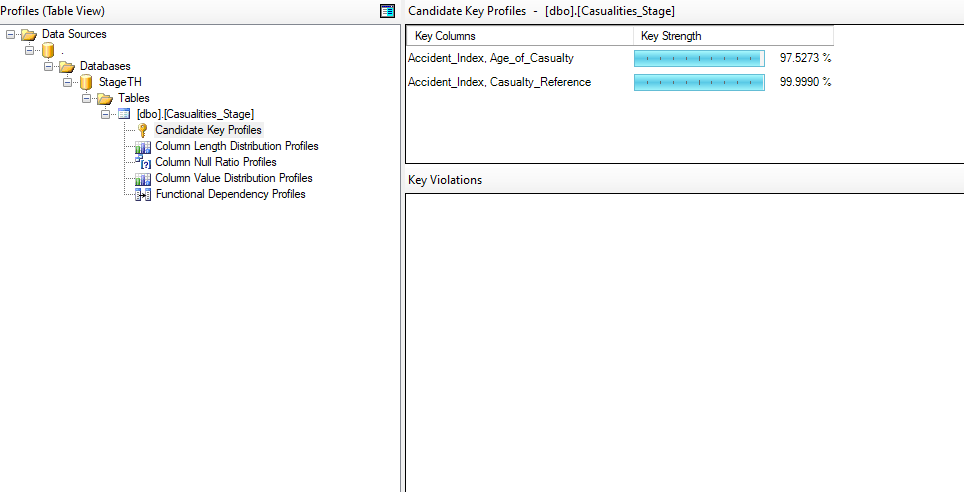 Profiles (Table View)
Data Sources
.
Databases
StageTH
Tables
[dbo].[Casualities_Stage]
Candidate Key Profiles
Column Length Distribution Profiles
Column Null Ratio Profiles
Column Value Distribution Profiles
Functional Dependency Profiles
Candidate Key Profiles - [dbo].[Casualities_Stage]
Key Columns Key Strength
Accident_Index, Age_of_Casualty 97.5273 %
Accident_Index, Casualty_Reference 99.9990 %
Key Violations